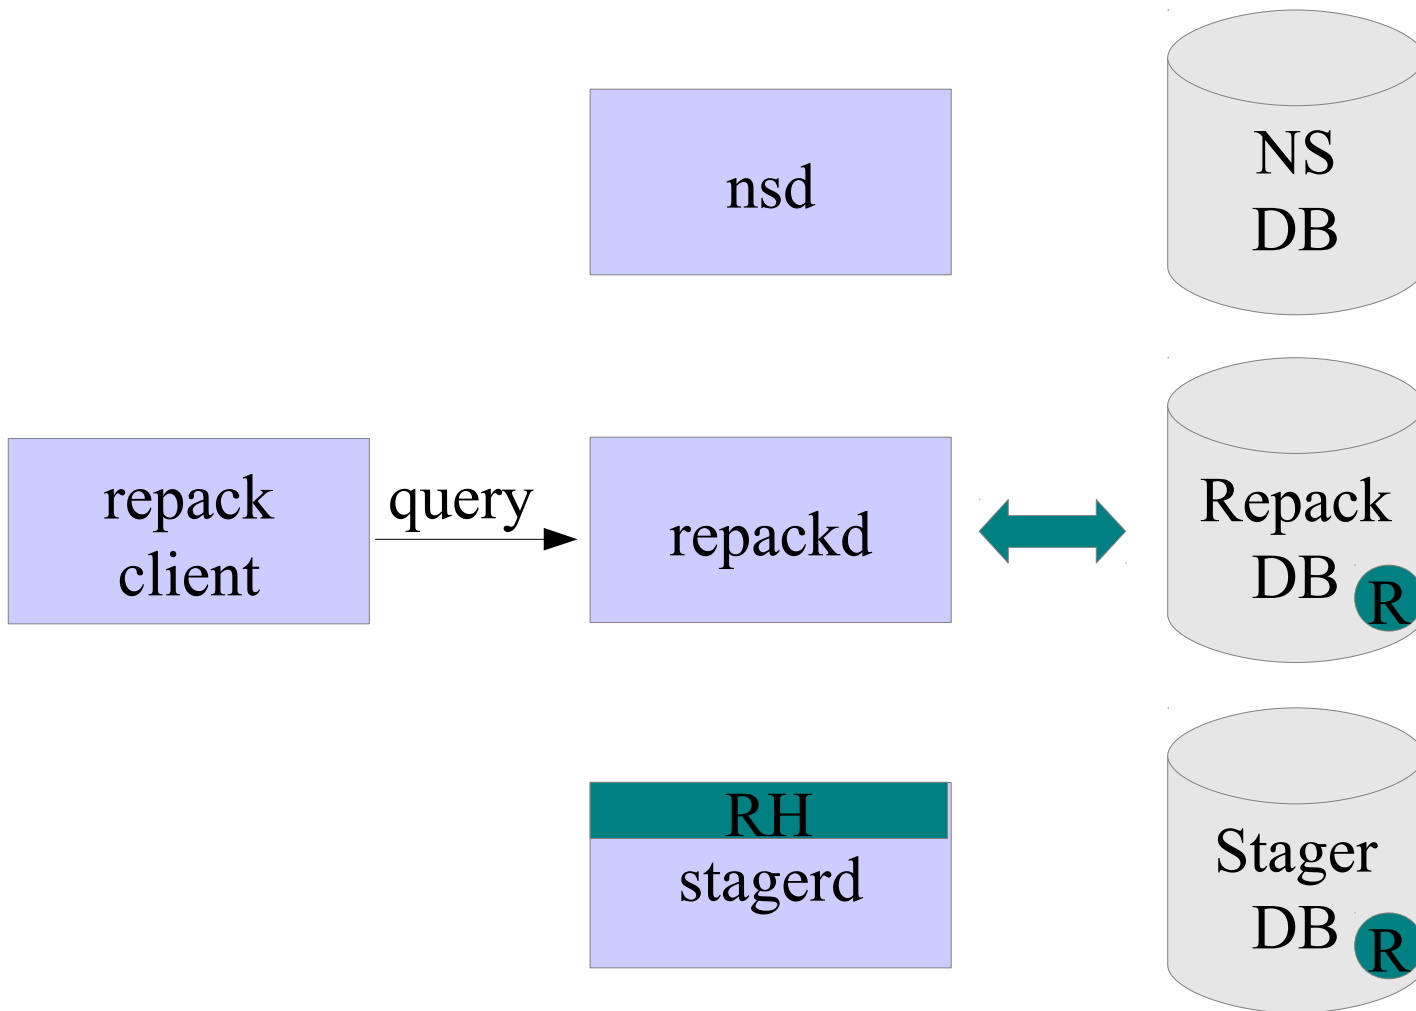 nsd
NS
DB
repack
client
query
repackd
Repack
DB
R
RH
stagerd
Stager
DB
R